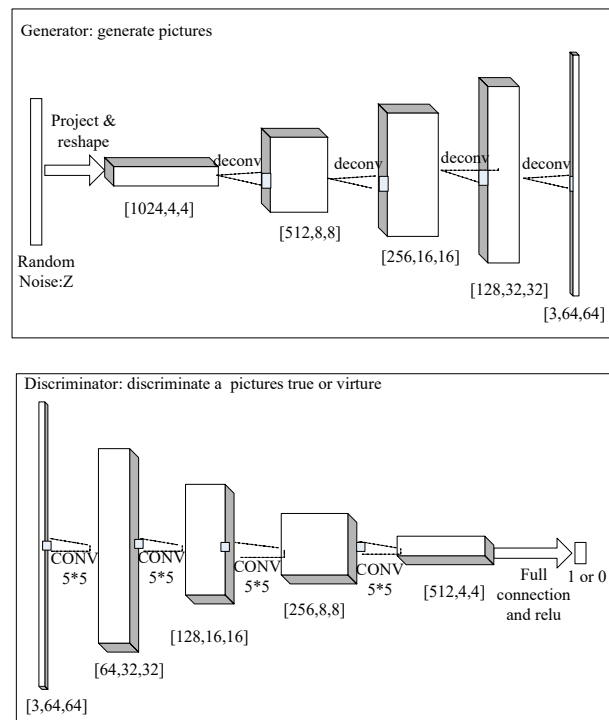 Generator: generate pictures
Project &
reshape
deconv
deconv
deconv
deconv
[1024,4,4]
[512,8,8]
[256,16,16]
[128,32,32]
[3,64,64]
Random
Noise:Z
Discriminator: discriminate a  pictures true or virture
CONV
5*5
CONV
5*5
CONV
5*5
CONV
5*5
Full
connection
and relu
1 or 0
[512,4,4]
[256,8,8]
[128,16,16]
[64,32,32]
[3,64,64]